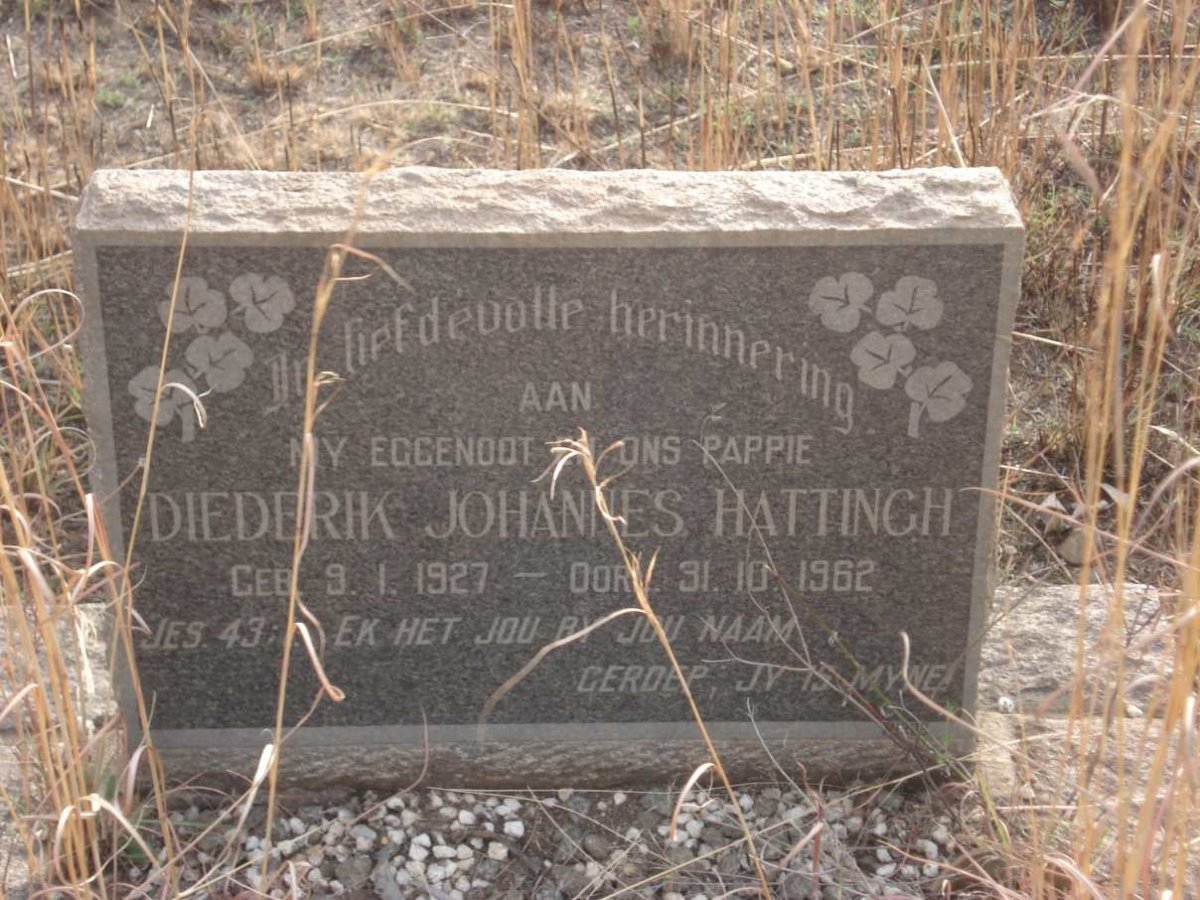 In liefdevolle herinnering
AAN
MY EGGENOOT EN ONS PAPPIE
DIEDERIK JOHANNES HATTINGH
GEB. 9. 1. 1927 — OORL. 31. 10. 1962
JES 43: EK HET JOU BY JOU NAAM
GEROEP, JY IS MYNE